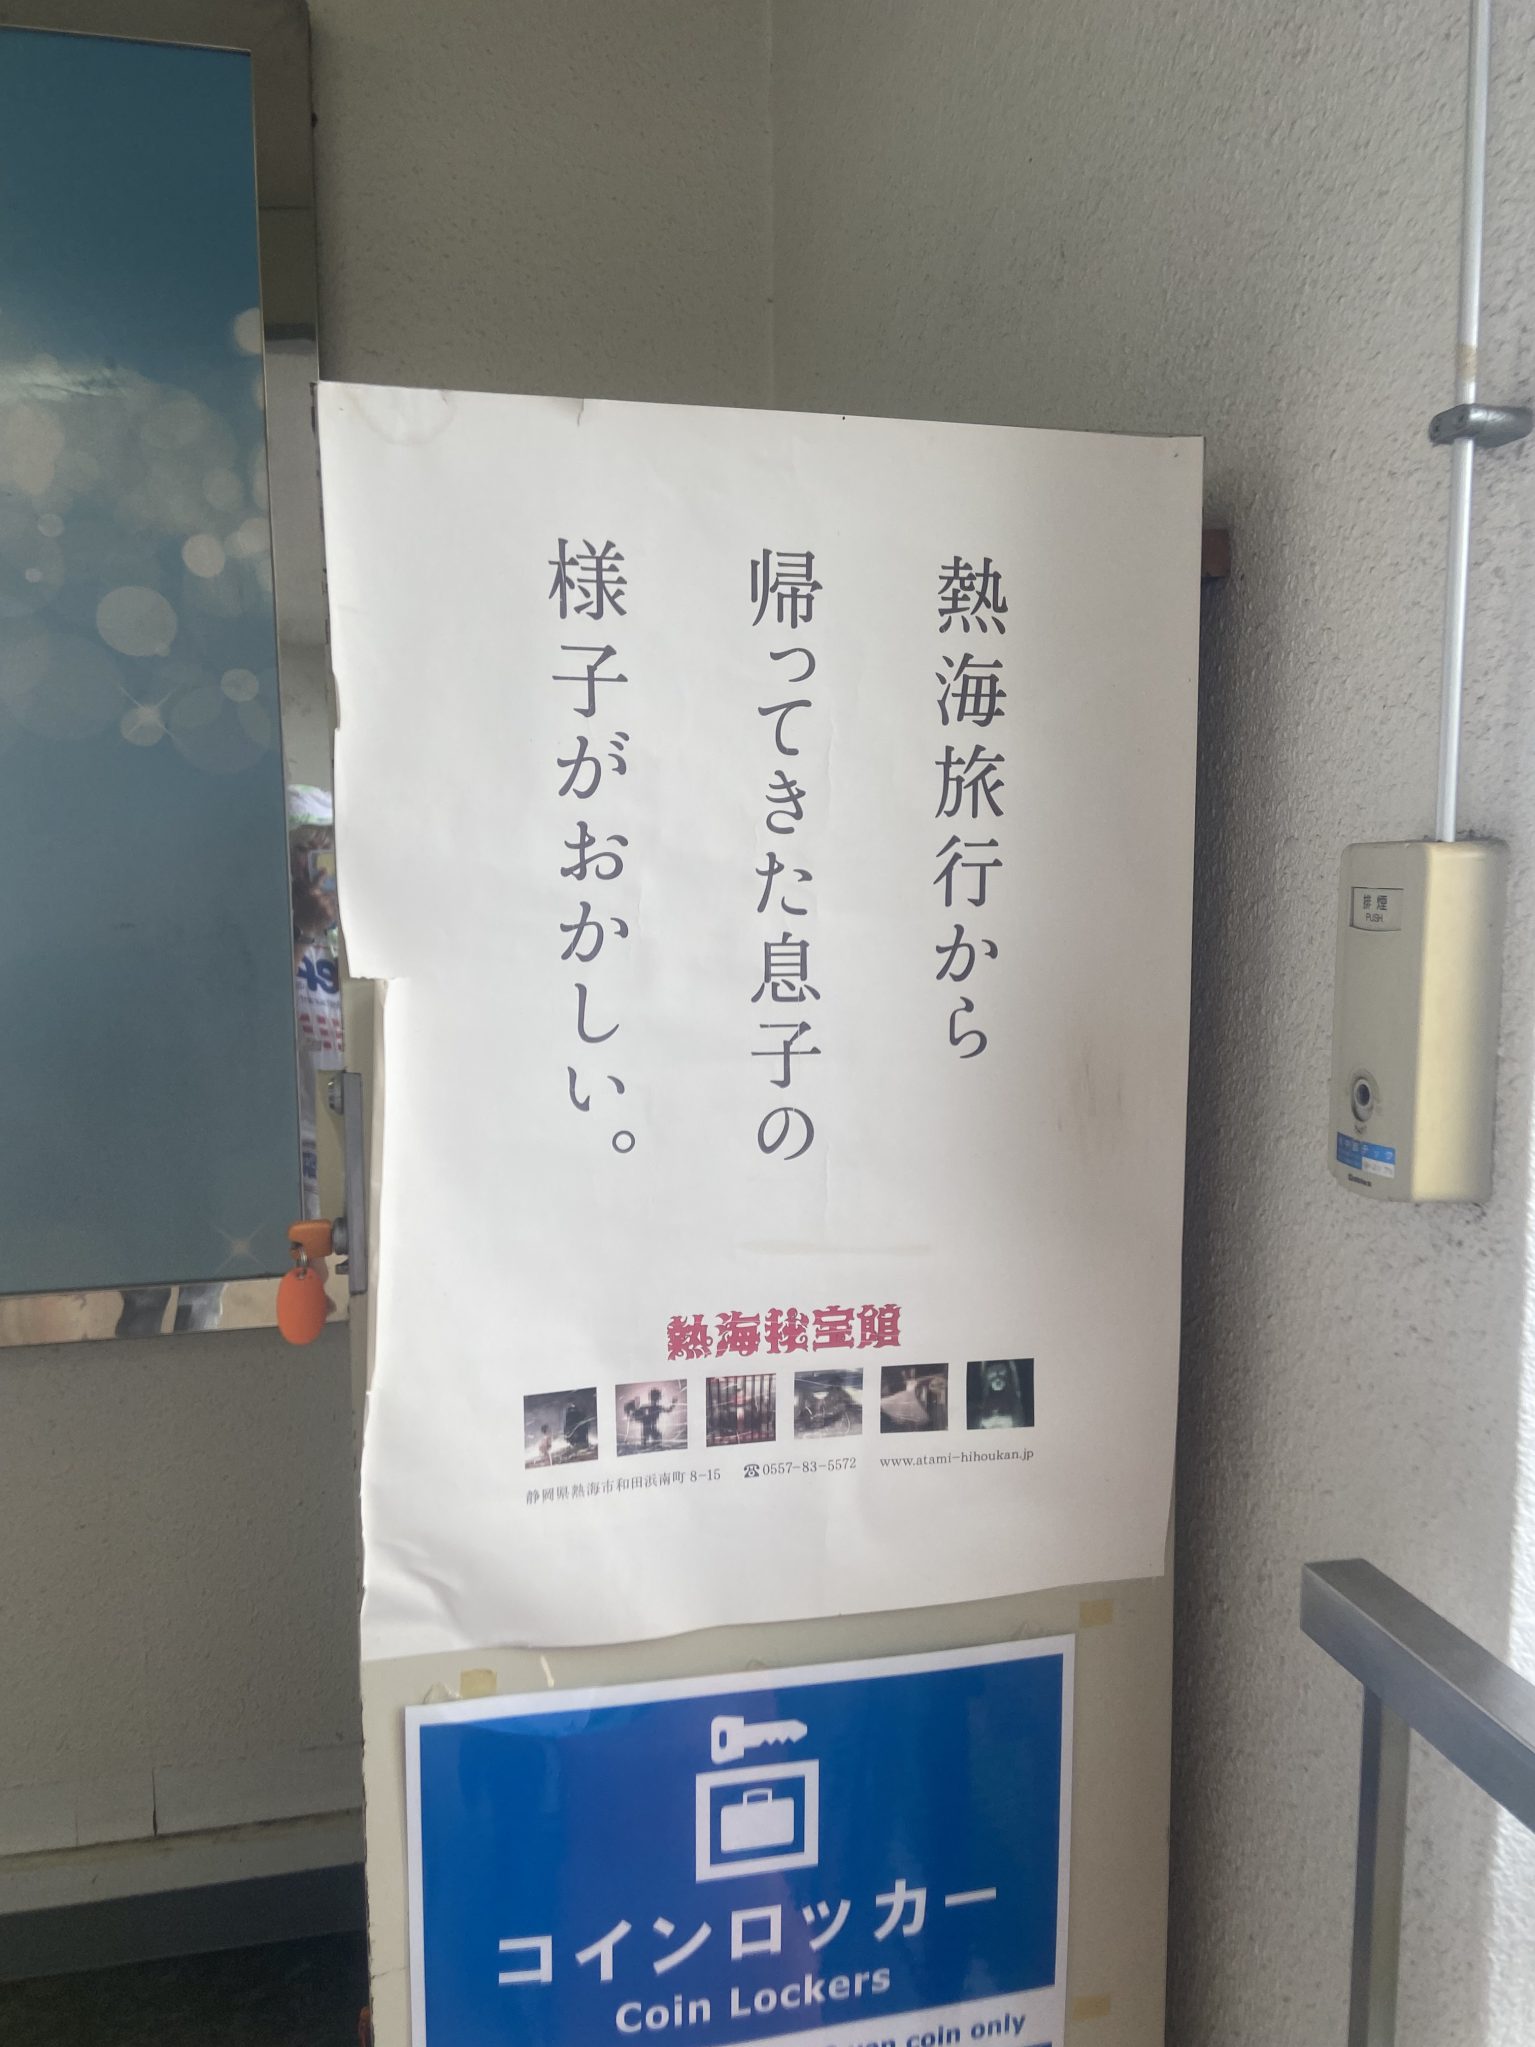 熱海旅行から
帰ってきた息子の
様子がおかしい。
熱海秘宝館
静岡県熱海市和田浜南町 8-15 ☎0557-83-5572 www.atami-hihoukan.jp
排煙
PUSH
コインロッカー
Coin Lockers
coin only